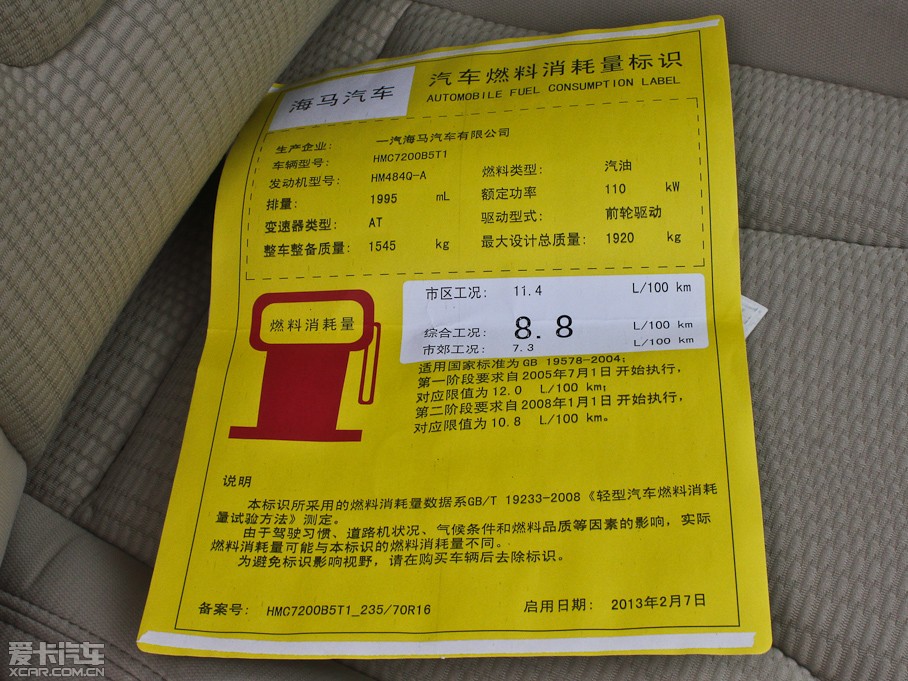 海马汽车
汽车燃料消耗量标识
AUTOMOBILE FUEL CONSUMPTION LABEL
生产企业: 一汽海马汽车有限公司
车辆型号: HMC7200B5T1
发动机型号: HM484Q-A 燃料类型: 汽油
排量: 1995 mL 额定功率 110 kW
变速器类型: AT 驱动型式: 前轮驱动
整车整备质量: 1545 kg 最大设计总质量: 1920 kg
燃料消耗量
市区工况: 11.4 L/100 km
综合工况: 8.8 L/100 km
市郊工况: 7.3 L/100 km
适用国家标准为GB 19578-2004;
第一阶段要求自2005年7月1日开始执行,
对应限值为12.0 L/100 km;
第二阶段要求自2008年1月1日开始执行,
对应限值为10.8 L/100 km。
说明
本标识所采用的燃料消耗量数据系GB/T 19233-2008《轻型汽车燃料消耗
量试验方法》测定。
由于驾驶习惯、道路机状况、气候条件和燃料品质等因素的影响,实际
燃料消耗量可能与本标识的燃料消耗量不同。
为避免标识影响视野,请在购买车辆后去除标识。
备案号: HMC7200B5T1_235/70R16 启用日期: 2013年2月7日
爱卡汽车
XCAR.COM.CN